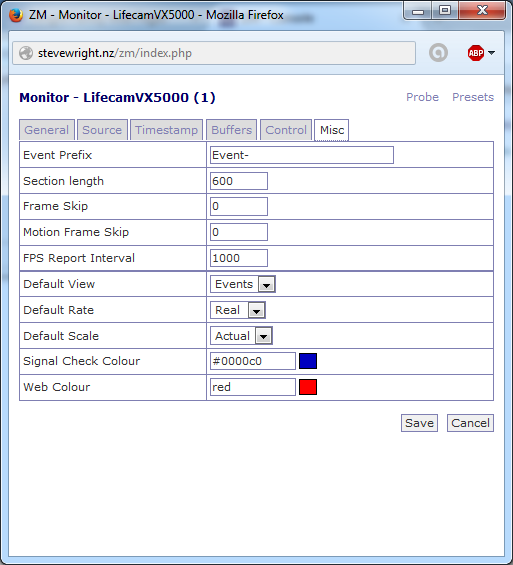 ZM - Monitor - LifecamVX5000 - Mozilla Firefox
stevewright.nz/zm/index.php
ABP
Monitor - LifecamVX5000 (1) Probe Presets
General Source Timestamp Buffers Control Misc
Event Prefix Event-
Section length 600
Frame Skip 0
Motion Frame Skip 0
FPS Report Interval 1000
Default View Events
Default Rate Real
Default Scale Actual
Signal Check Colour #0000c0
Web Colour red
Save Cancel